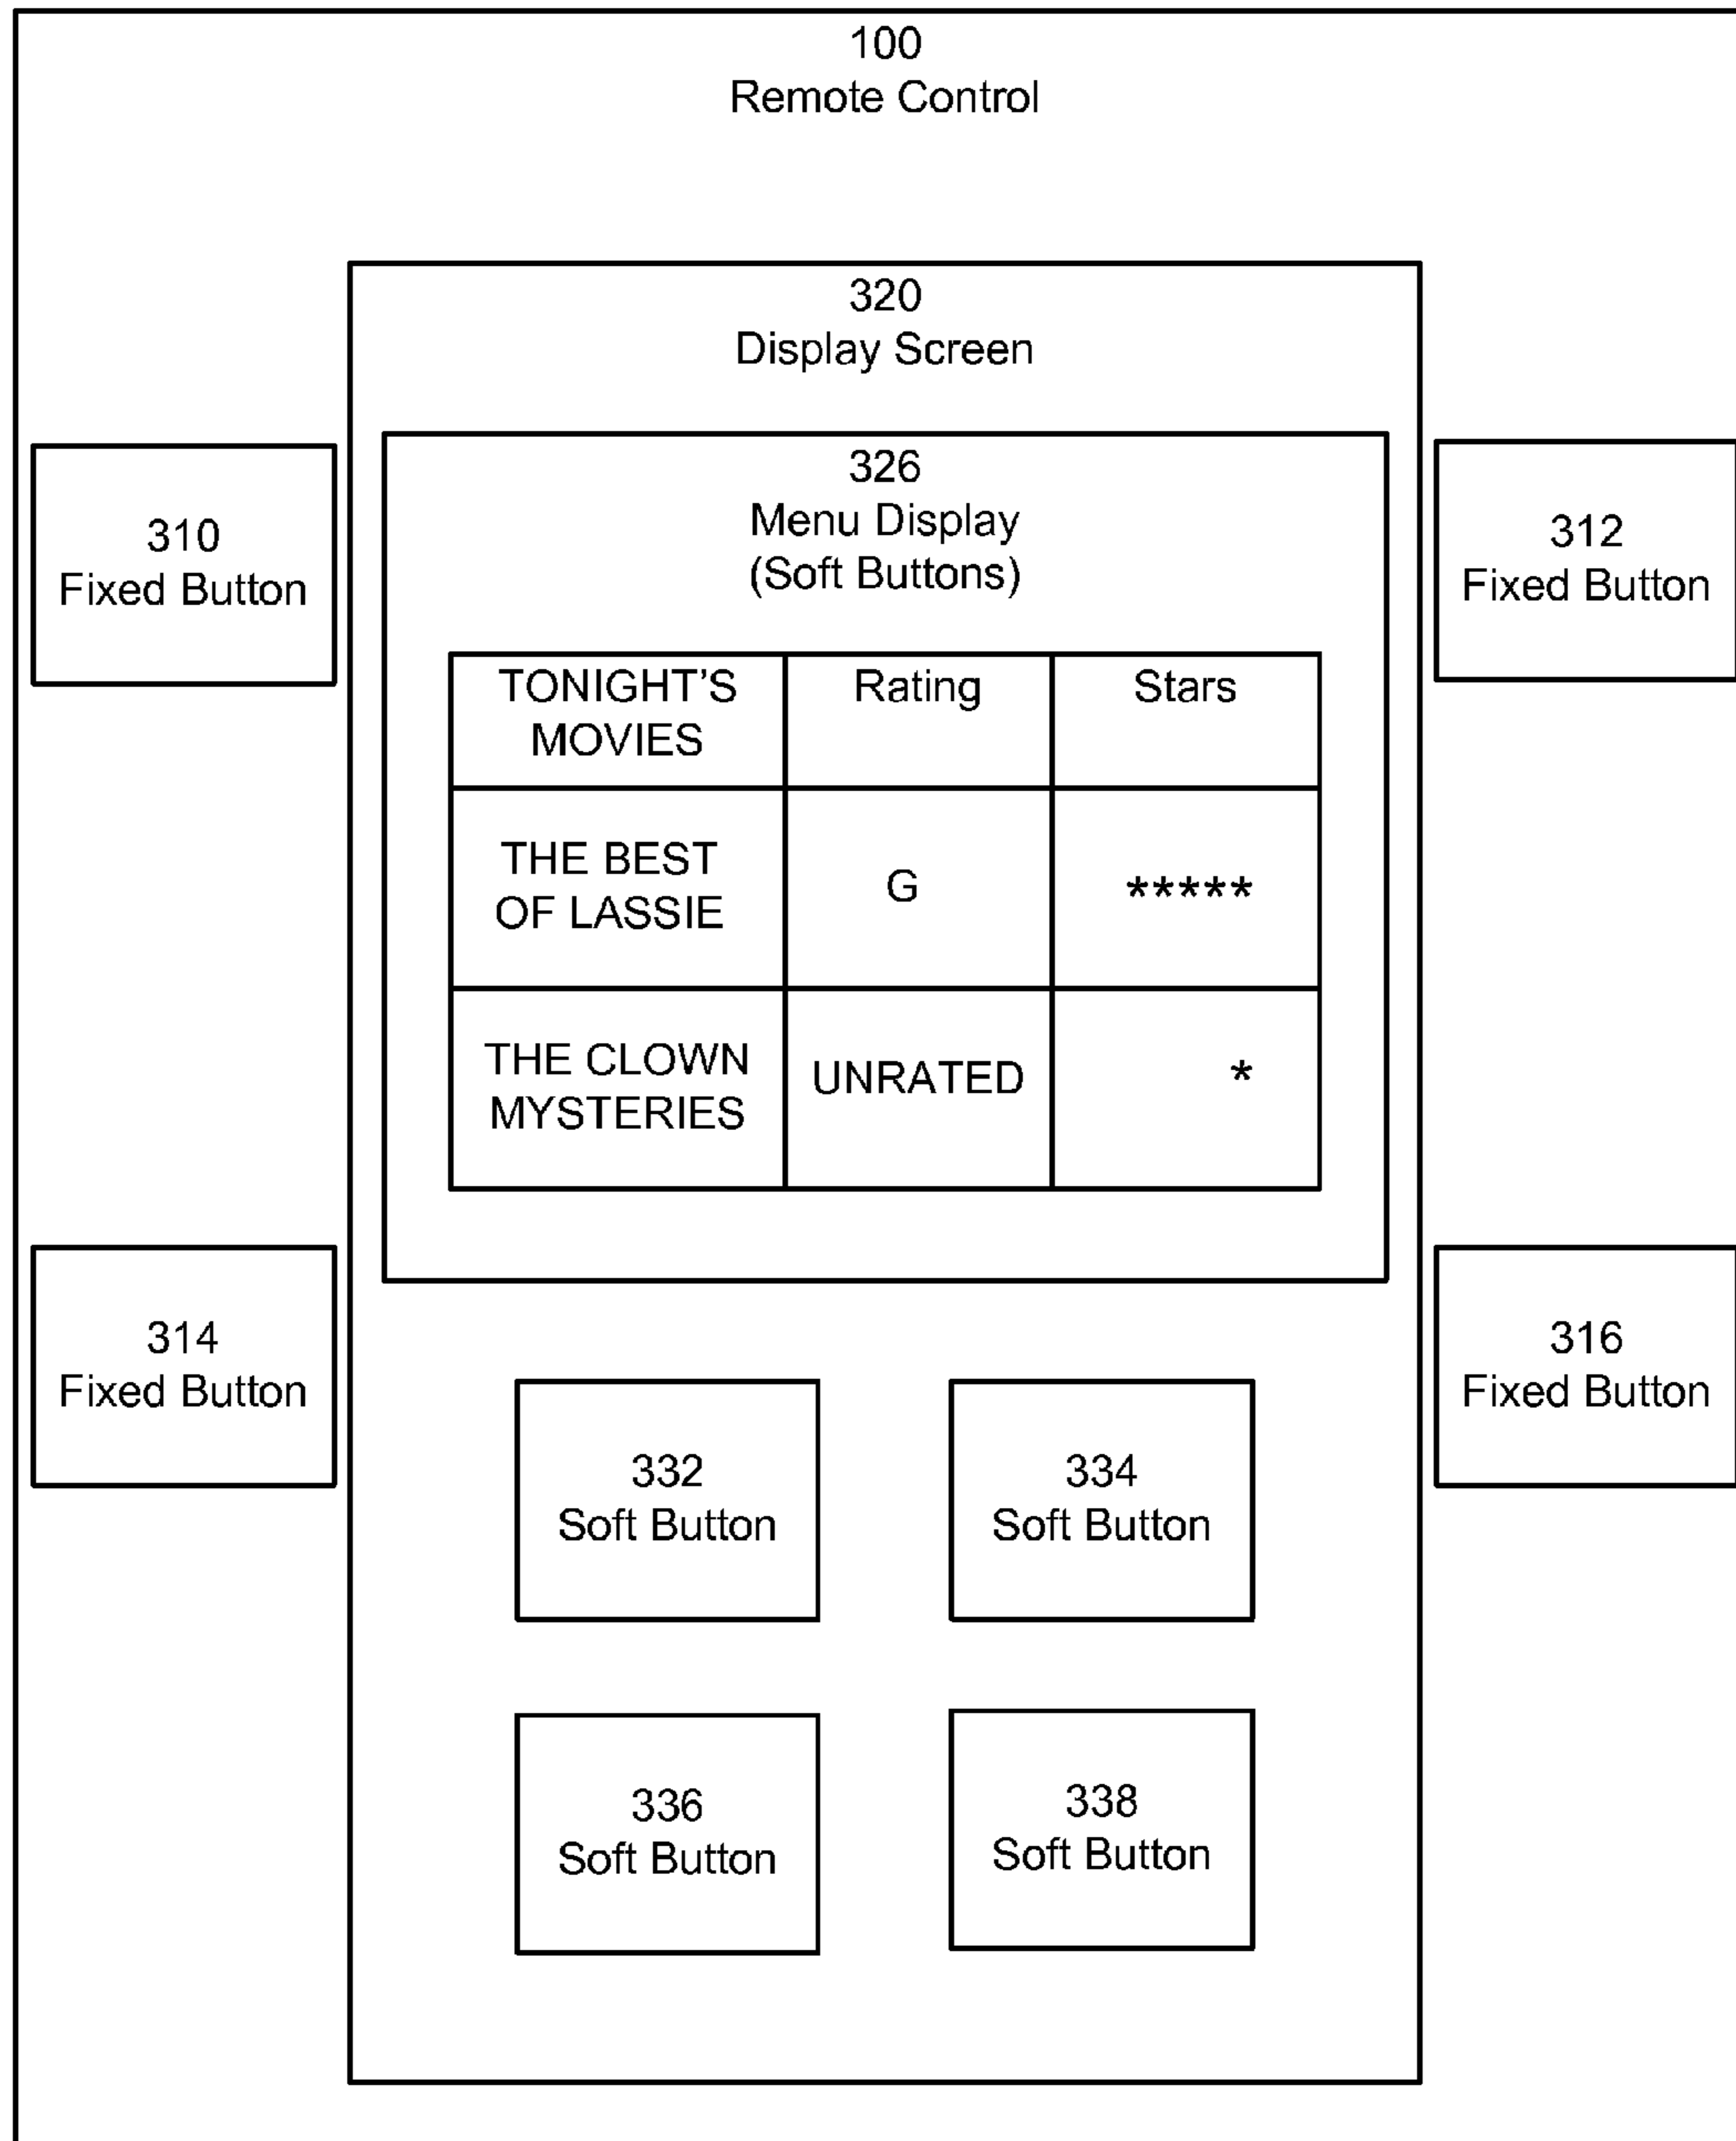 100
Remote Control
320
Display Screen
326
Menu Display
(Soft Buttons)
310
Fixed Button
312
Fixed Button
TONIGHT'S
MOVIES
Rating
Stars
THE BEST
OF LASSIE
G
*****
THE CLOWN
MYSTERIES
UNRATED
*
314
Fixed Button
316
Fixed Button
332
Soft Button
334
Soft Button
336
Soft Button
338
Soft Button